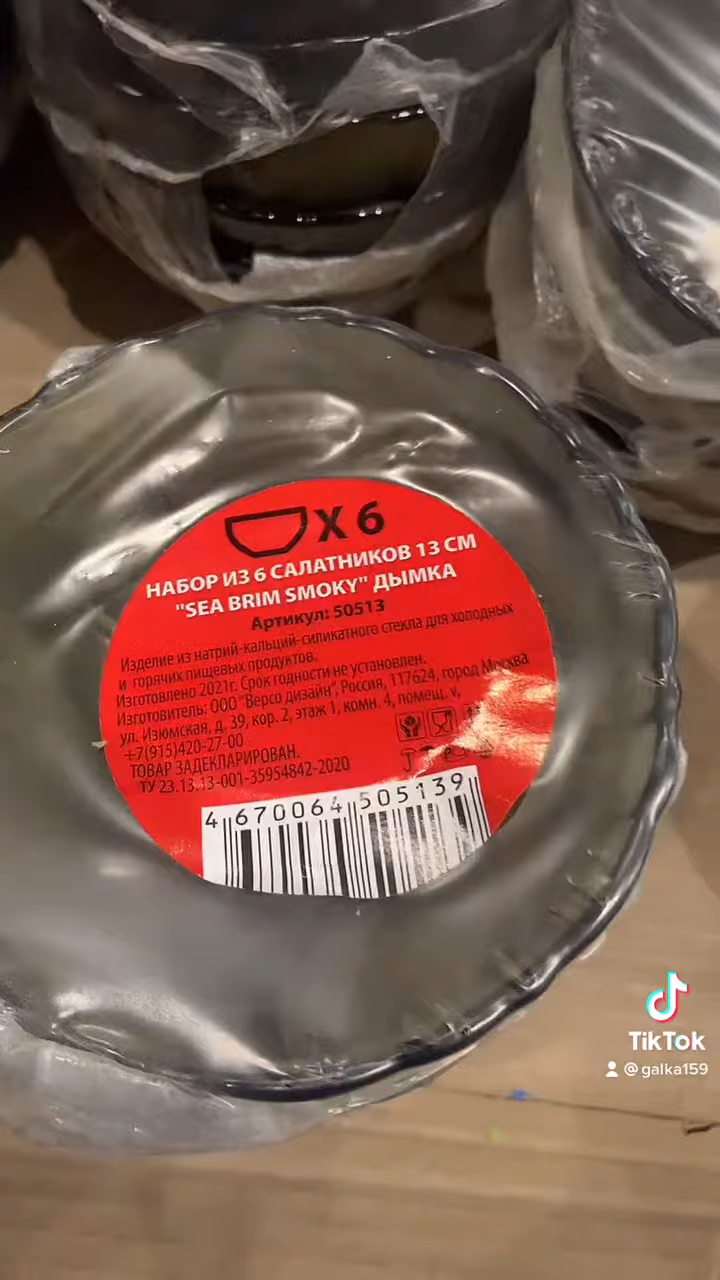 X 6
НАБОР ИЗ 6 САЛАТНИКОВ 13 СМ
"SEA BRIM SMOKY" ДЫМКА
Артикул: 50513
Изделие из натрий-кальций-силикатного стекла для холодных
и горячих пищевых продуктов.
Изготовлено 2021г. Срок годности не установлен.
Изготовитель: ООО "Версо дизайн", Россия, 117624, город Москва
ул. Изюмская, д. 39, кор. 2, этаж 1, комн. 4, помещ. v,
+7(915)420-27-00
ТОВАР ЗАДЕКЛАРИРОВАН.
ТУ 23.13.13-001-35954842-2020
4 670064 505139
TikTok
@galka159